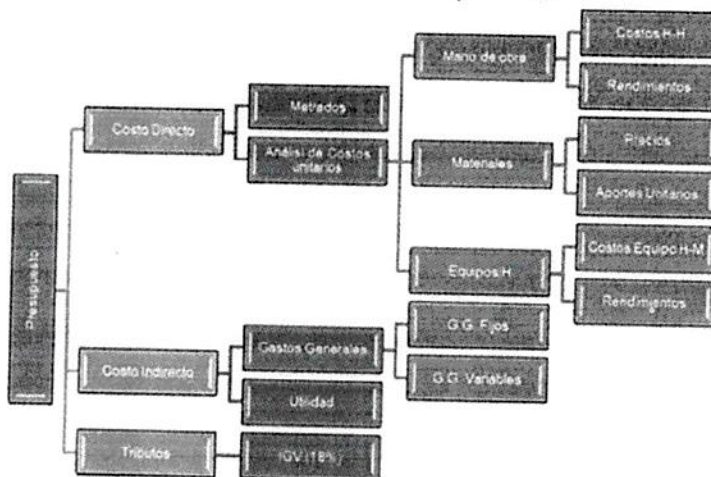 Presupuesto
Costo Directo
Metrados
Análisi de Costos
unitarios
Mano de obra
Costos H-H
Rendimientos
Materiales
Precios
Aportes Unitarios
Equipos H
Costos Equipo H-M
Rendimientos
Costo Indirecto
Gastos Generales
G.G. Fijos
G.G. Variables
Utilidad
Tributos
IGV (18%)